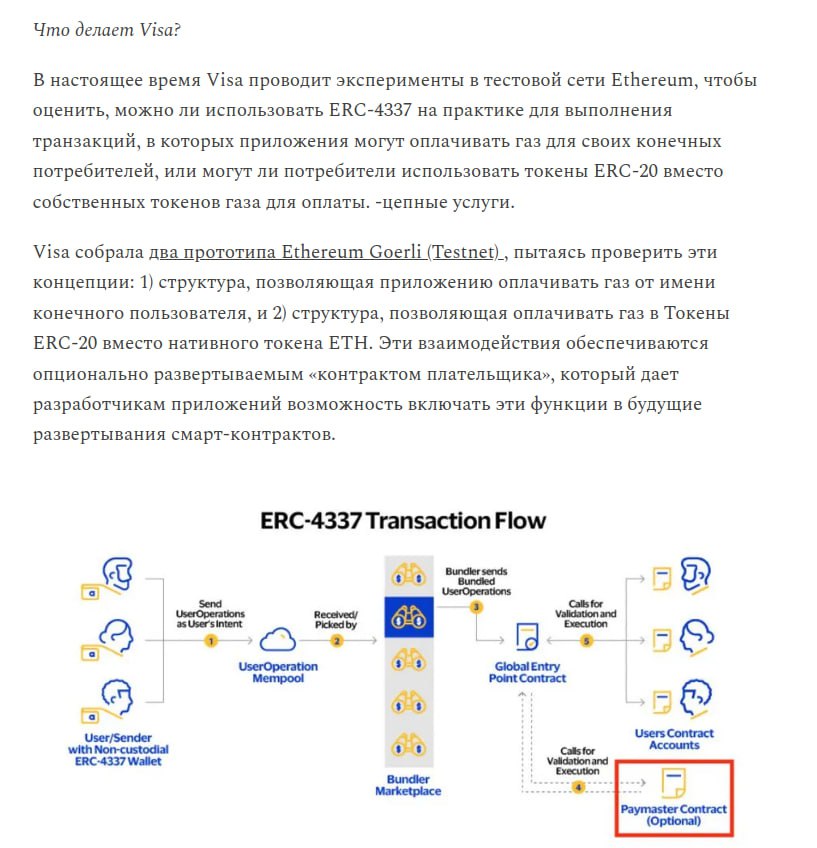 Что делает Visa?
В настоящее время Visa проводит эксперименты в тестовой сети Ethereum, чтобы
оценить, можно ли использовать ERC-4337 на практике для выполнения
транзакций, в которых приложения могут оплачивать газ для своих конечных
потребителей, или могут ли потребители использовать токены ERC-20 вместо
собственных токенов газа для оплаты. -цепные услуги.
Visa собрала два прототипа Ethereum Goerli (Testnet) , пытаясь проверить эти
концепции: 1) структура, позволяющая приложению оплачивать газ от имени
конечного пользователя, и 2) структура, позволяющая оплачивать газ в Токены
ERC-20 вместо нативного токена ETH. Эти взаимодействия обеспечиваются
опционально развертываемым «контрактом плательщика», который дает
разработчикам приложений возможность включать эти функции в будущие
развертывания смарт-контрактов.
ERC-4337 Transaction Flow
User/Sender
with Non-custodial
ERC-4337 Wallet
Send
UserOperations
as User's Intent
1
UserOperation
Mempool
Received/
Picked by
2
Bundler
Marketplace
Bundler sends
Bundled
UserOperations
3
Global Entry
Point Contract
Calls for
Validation and
Execution
5
Users Contract
Accounts
Calls for
Validation and
Execution
4
Paymaster Contract
(Optional)